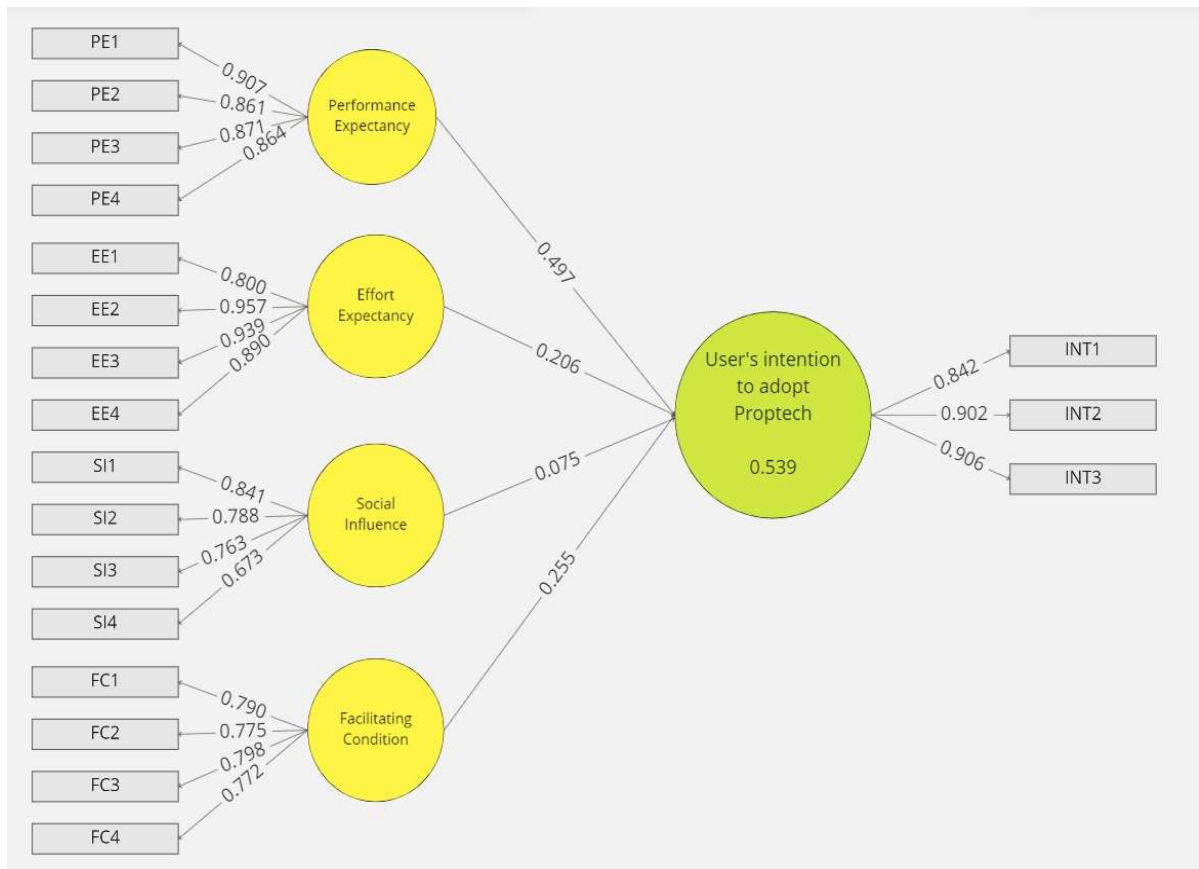 PE1
0.907
PE2
0.861
PE3
0.871
PE4
0.864
Performance
Expectancy
0.497
EE1
0.800
EE2
0.957
EE3
0.939
EE4
0.890
Effort
Expectancy
0.206
SI1
0.841
SI2
0.788
SI3
0.763
SI4
0.673
Social
Influence
0.075
FC1
0.790
FC2
0.775
FC3
0.798
FC4
0.772
Facilitating
Condition
0.255
User's intention
to adopt
Proptech
0.539
INT1
0.842
INT2
0.902
INT3
0.906